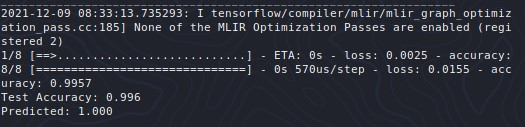 2021-12-09 08:33:13.735293: I tensorflow/compiler/mlir/mlir_graph_optimiz
ation_pass.cc:185] None of the MLIR Optimization Passes are enabled (regi
stered 2)
1/8 [==>...........................] - ETA: 0s - loss: 0.0025 - accuracy:
8/8 [==============================] - 0s 570us/step - loss: 0.0155 - acc
uracy: 0.9957
Test Accuracy: 0.996
Predicted: 1.000